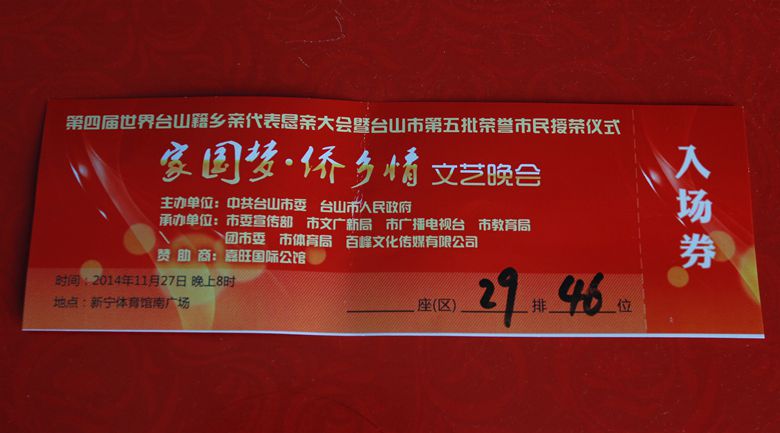 第四届世界台山籍乡亲代表恳亲大会暨台山市第五批荣誉市民授荣仪式
家国梦·侨乡情 文艺晚会
主办单位：中共台山市委 台山市人民政府
承办单位：市委宣传部 市文广新局 市广播电视台 市教育局
团市委 市体育局 百峰文化传媒有限公司
赞助商：嘉旺国际公馆
时间：2014年11月27日 晚上8时
地点：新宁体育馆南广场
座(区) 29 排 46 位
入场券